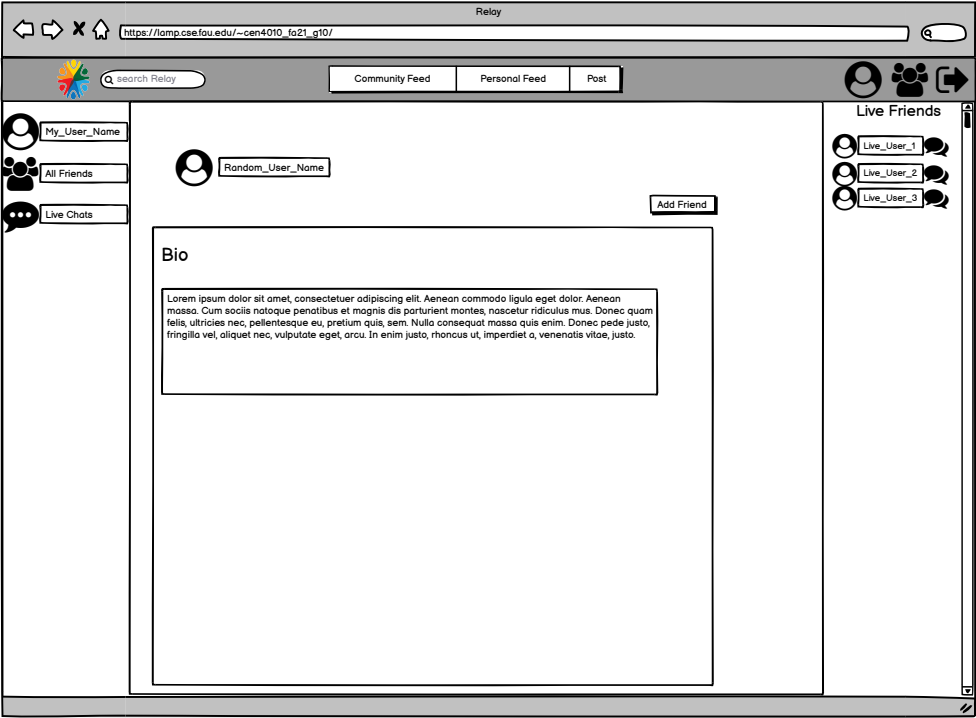 Relay
https://lamp.cse.fau.edu/~cen4010_fa21_g10/
search Relay
Community Feed
Personal Feed
Post
My_User_Name
All Friends
Live Chats
Random_User_Name
Add Friend
Bio
Lorem ipsum dolor sit amet, consectetuer adipiscing elit. Aenean commodo ligula eget dolor. Aenean
massa. Cum sociis natoque penatibus et magnis dis parturient montes, nascetur ridiculus mus. Donec quam
felis, ultricies nec, pellentesque eu, pretium quis, sem. Nulla consequat massa quis enim. Donec pede justo,
fringilla vel, aliquet nec, vulputate eget, arcu. In enim justo, rhoncus ut, imperdiet a, venenatis vitae, justo.
Live Friends
Live_User_1
Live_User_2
Live_User_3